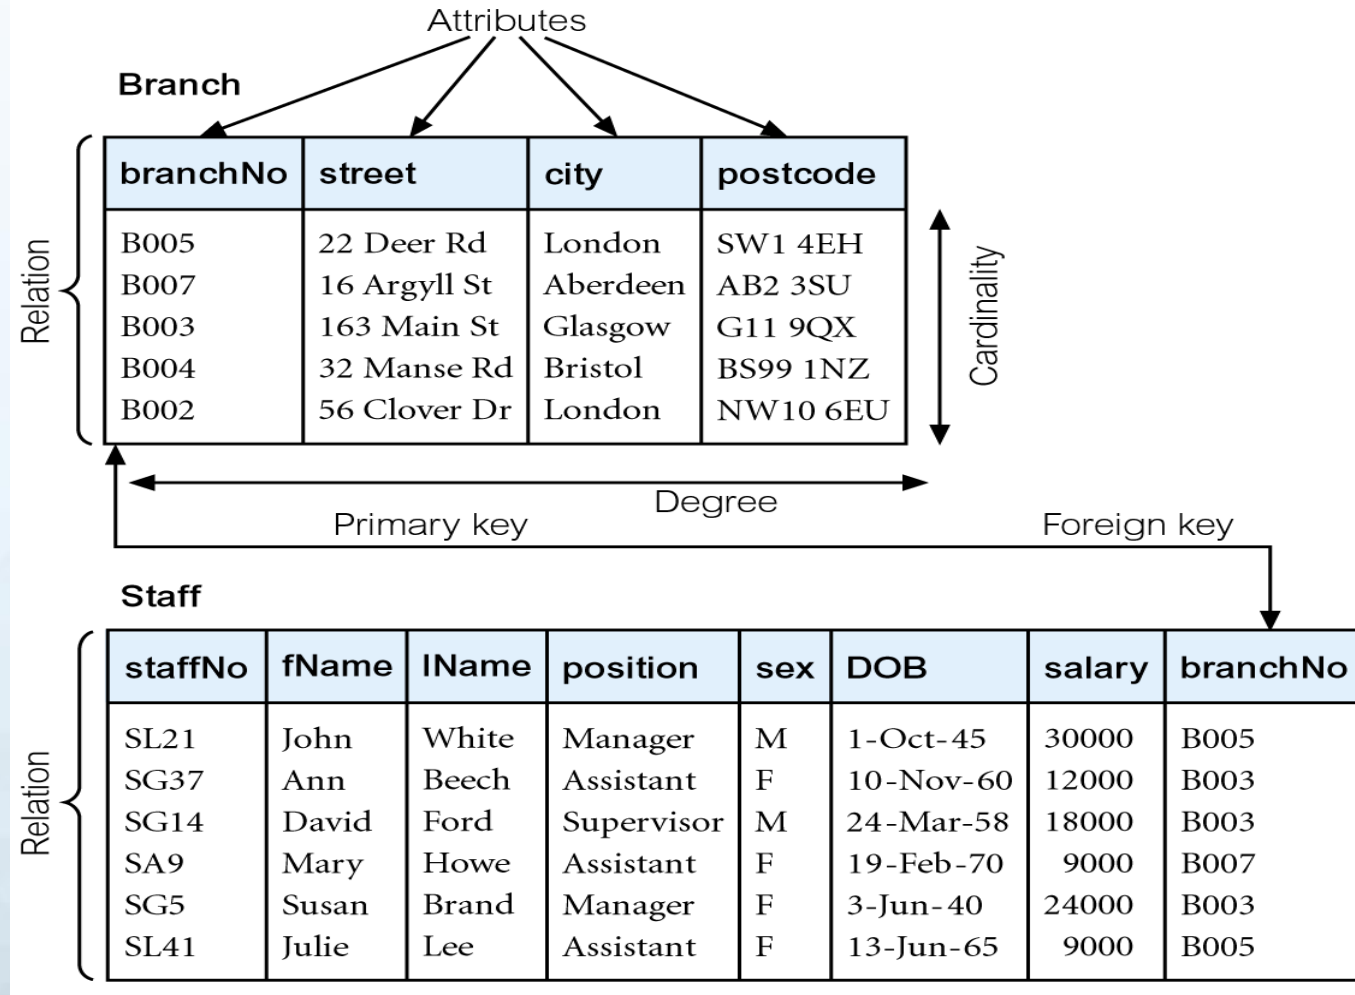 Attributes
Branch
branchNo street city postcode
B005 22 Deer Rd London SW1 4EH
B007 16 Argyll St Aberdeen AB2 3SU
B003 163 Main St Glasgow G11 9QX
B004 32 Manse Rd Bristol BS99 1NZ
B002 56 Clover Dr London NW10 6EU
Relation
Cardinality
Degree
Primary key
Foreign key
Staff
staffNo fName lName position sex DOB salary branchNo
SL21 John White Manager M 1-Oct-45 30000 B005
SG37 Ann Beech Assistant F 10-Nov-60 12000 B003
SG14 David Ford Supervisor M 24-Mar-58 18000 B003
SA9 Mary Howe Assistant F 19-Feb-70 9000 B007
SG5 Susan Brand Manager F 3-Jun-40 24000 B003
SL41 Julie Lee Assistant F 13-Jun-65 9000 B005
Relation